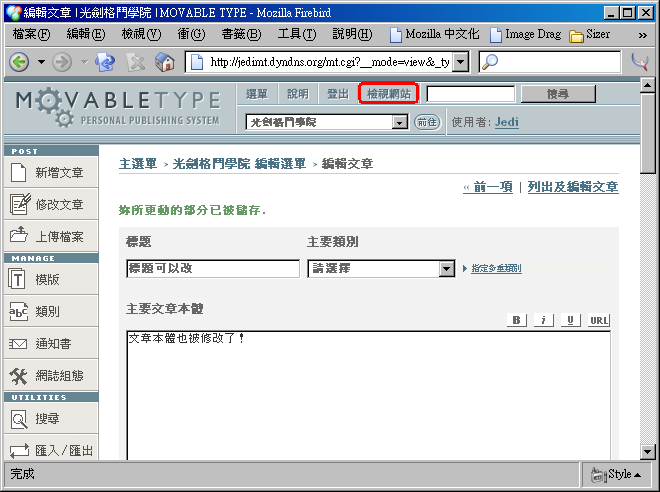 編輯文章 | 光劍格鬥學院 | MOVABLE TYPE - Mozilla Firebird
檔案(F) 編輯(E) 檢視(V) 衝(G) 書籤(B) 工具(T) 說明(H) Mozilla 中文化 Image Drag Sizer »
http://jedimt.dyndns.org/mt.cgi?__mode=view&_ty
MOVABLETYPE
PERSONAL PUBLISHING SYSTEM
選單 說明 登出 檢視網站 搜尋
光劍格鬥學院 前往 使用者: Jedi
POST
新增文章
修改文章
上傳檔案
MANAGE
模版
類別
通知書
網誌組態
UTILITIES
搜尋
匯入/匯出
主選單 > 光劍格鬥學院 編輯選單 > 編輯文章
« 前一項 | 列出及編輯文章
妳所更動的部分已被儲存.
標題 主要類別
標題可以改 請選擇 指定多重類別
主要文章本體
B i U URL
文章本體也被修改了!
完成 Style